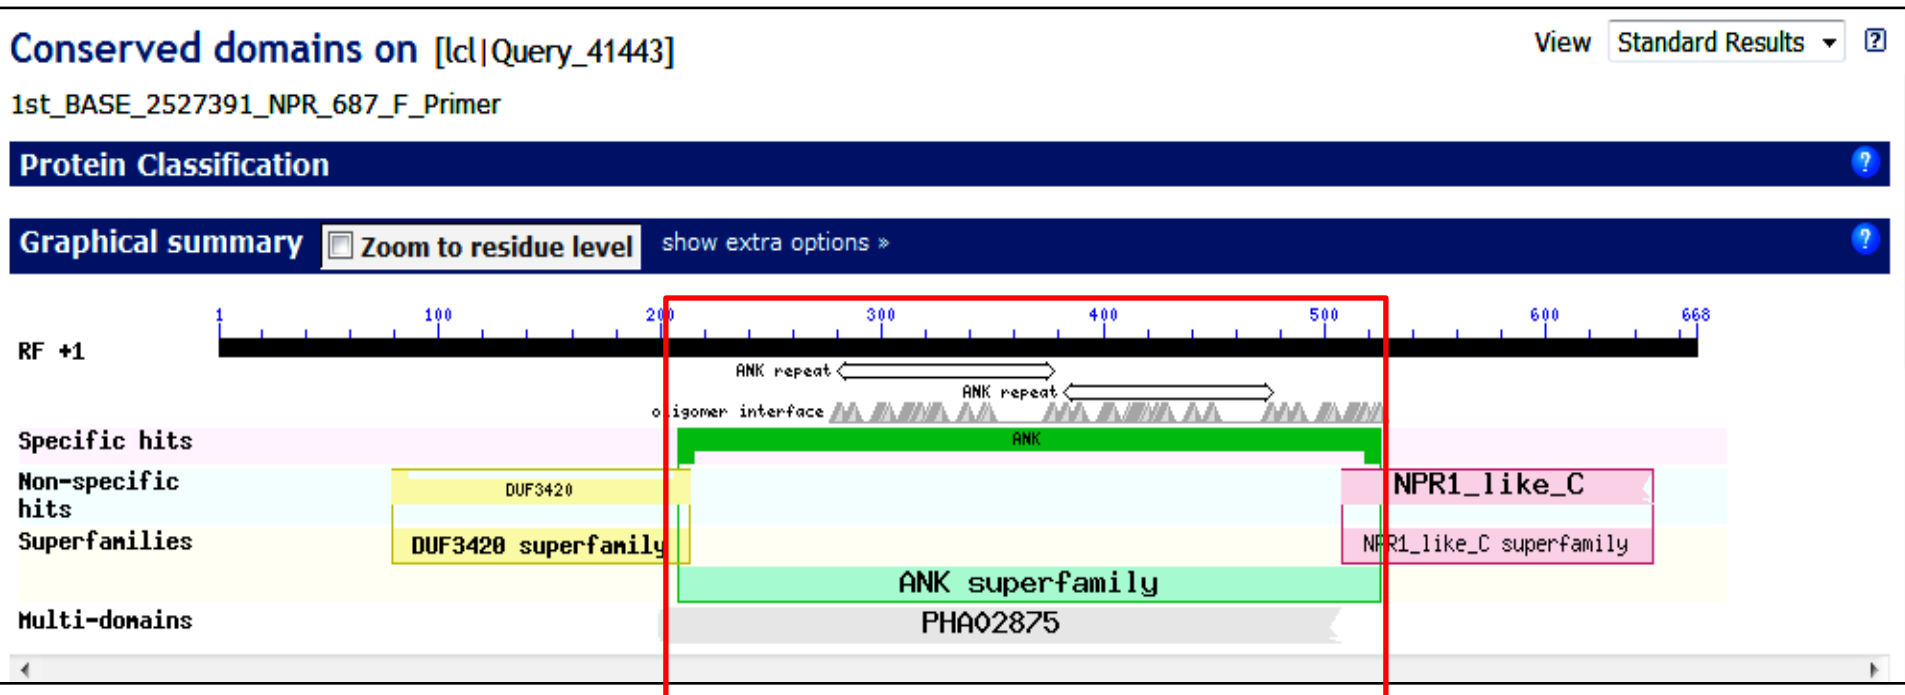 Conserved domains on [lcl|Query_41443]
View Standard Results
1st_BASE_2527391_NPR_687_F_Primer
Protein Classification ?
Graphical summary Zoom to residue level show extra options » ?
1 100 200 300 400 500 600 668
RF +1
ANK repeat
ANK repeat
oligomer interface
Specific hits ANK
Non-specific hits DUF3420 NPR1_like_C
Superfamilies DUF3420 superfamily NPR1_like_C superfamily
ANK superfamily
Multi-domains PHA02875